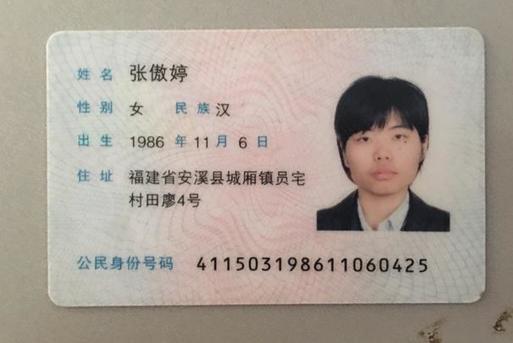 姓名 张傲婷
性别 女 民族 汉
出生 1986 年 11 月 6 日
住址 福建省安溪县城厢镇员宅
村田廖4号
公民身份号码 411503198611060425